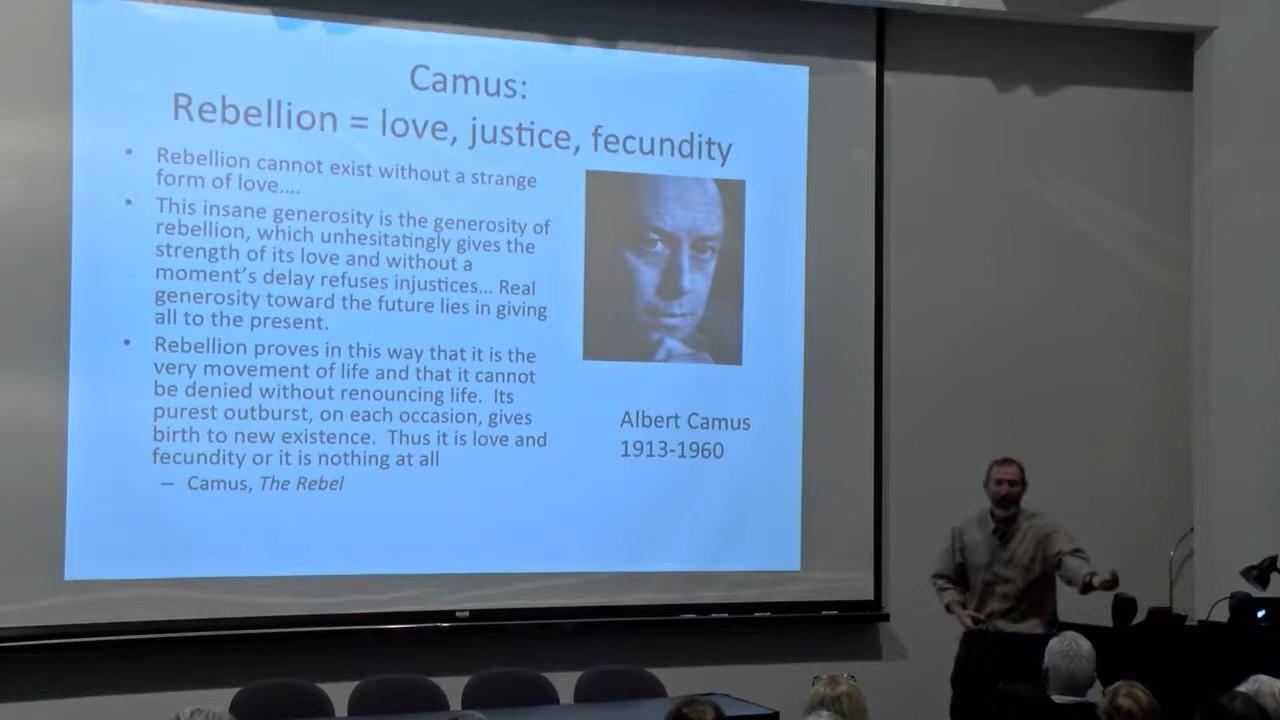 Camus:
Rebellion = love, justice, fecundity
• Rebellion cannot exist without a strange
form of love....
• This insane generosity is the generosity of
rebellion, which unhesitatingly gives the
strength of its love and without a
moment's delay refuses injustices... Real
generosity toward the future lies in giving
all to the present.
• Rebellion proves in this way that it is the
very movement of life and that it cannot
be denied without renouncing life. Its
purest outburst, on each occasion, gives
birth to new existence. Thus it is love and
fecundity or it is nothing at all
– Camus, The Rebel
Albert Camus
1913-1960